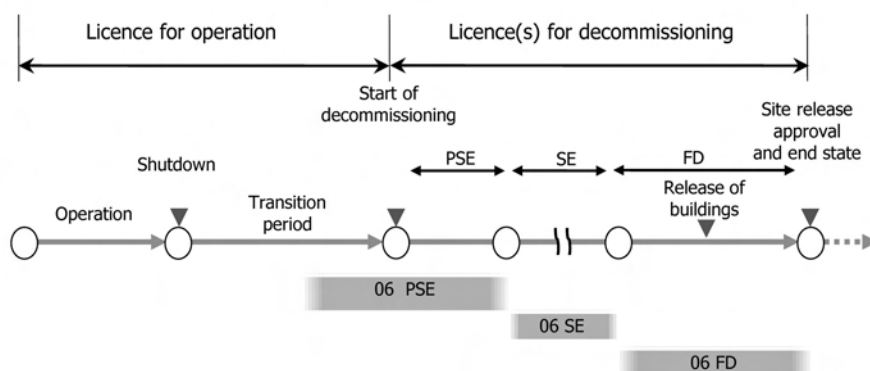 Licence for operation
Licence(s) for decommissioning
Start of
decommissioning
Site release
approval
and end state
PSE
SE
FD
Shutdown
Release of
buildings
Operation
Transition
period
06 PSE
06 SE
06 FD